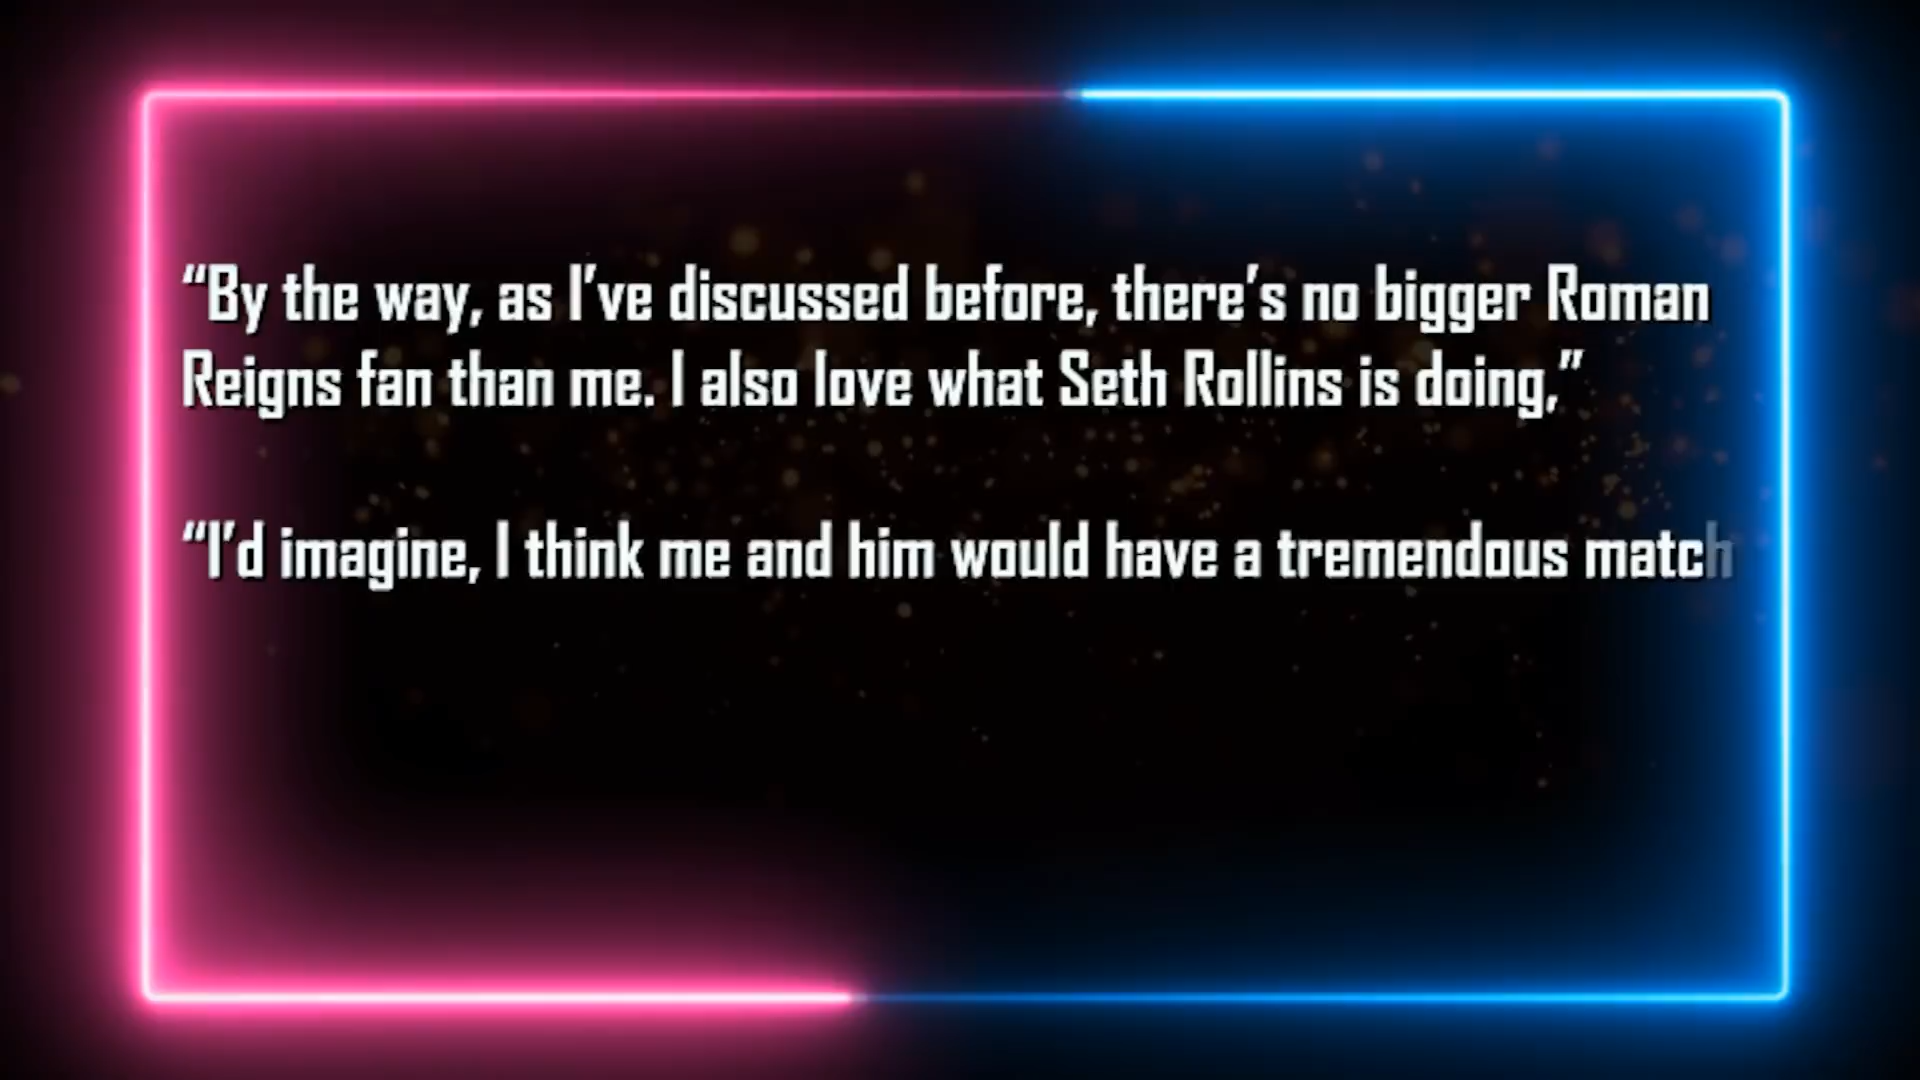 “By the way, as I’ve discussed before, there’s no bigger Roman
Reigns fan than me. I also love what Seth Rollins is doing,”
“I’d imagine, I think me and him would have a tremendous match